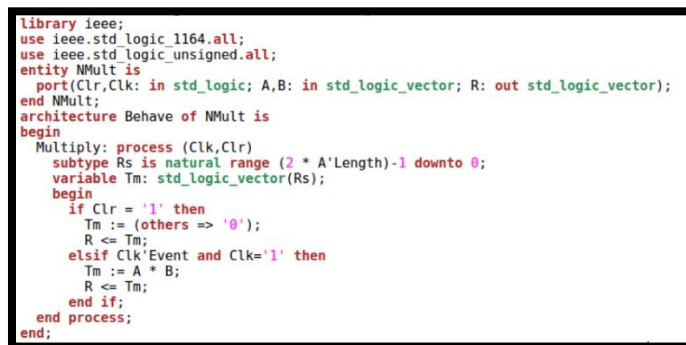 library ieee;
use ieee.std_logic_1164.all;
use ieee.std_logic_unsigned.all;
entity NMult is
  port(Clr,Clk: in std_logic; A,B: in std_logic_vector; R: out std_logic_vector);
end NMult;
architecture Behave of NMult is
begin
  Multiply: process (Clk,Clr)
    subtype Rs is natural range (2 * A'Length)-1 downto 0;
    variable Tm: std_logic_vector(Rs);
    begin
      if Clr = '1' then
        Tm := (others => '0');
        R <= Tm;
      elsif Clk'Event and Clk='1' then
        Tm := A * B;
        R <= Tm;
      end if;
  end process;
end;